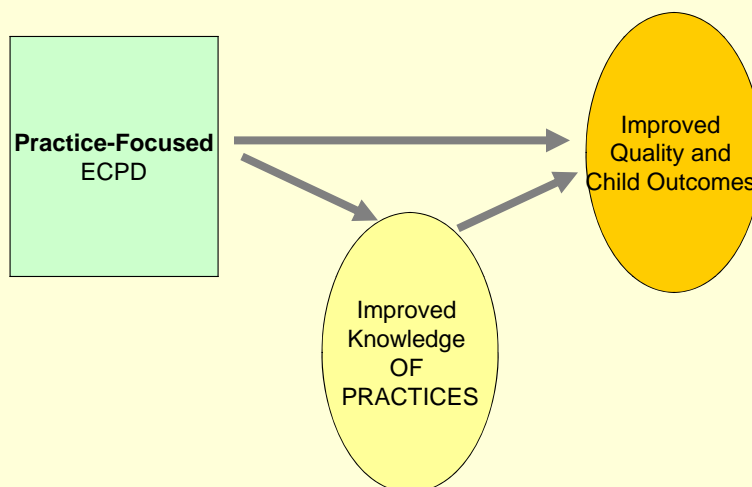 Practice-Focused
ECPD
Improved
Quality and
Child Outcomes
Improved
Knowledge
OF
PRACTICES